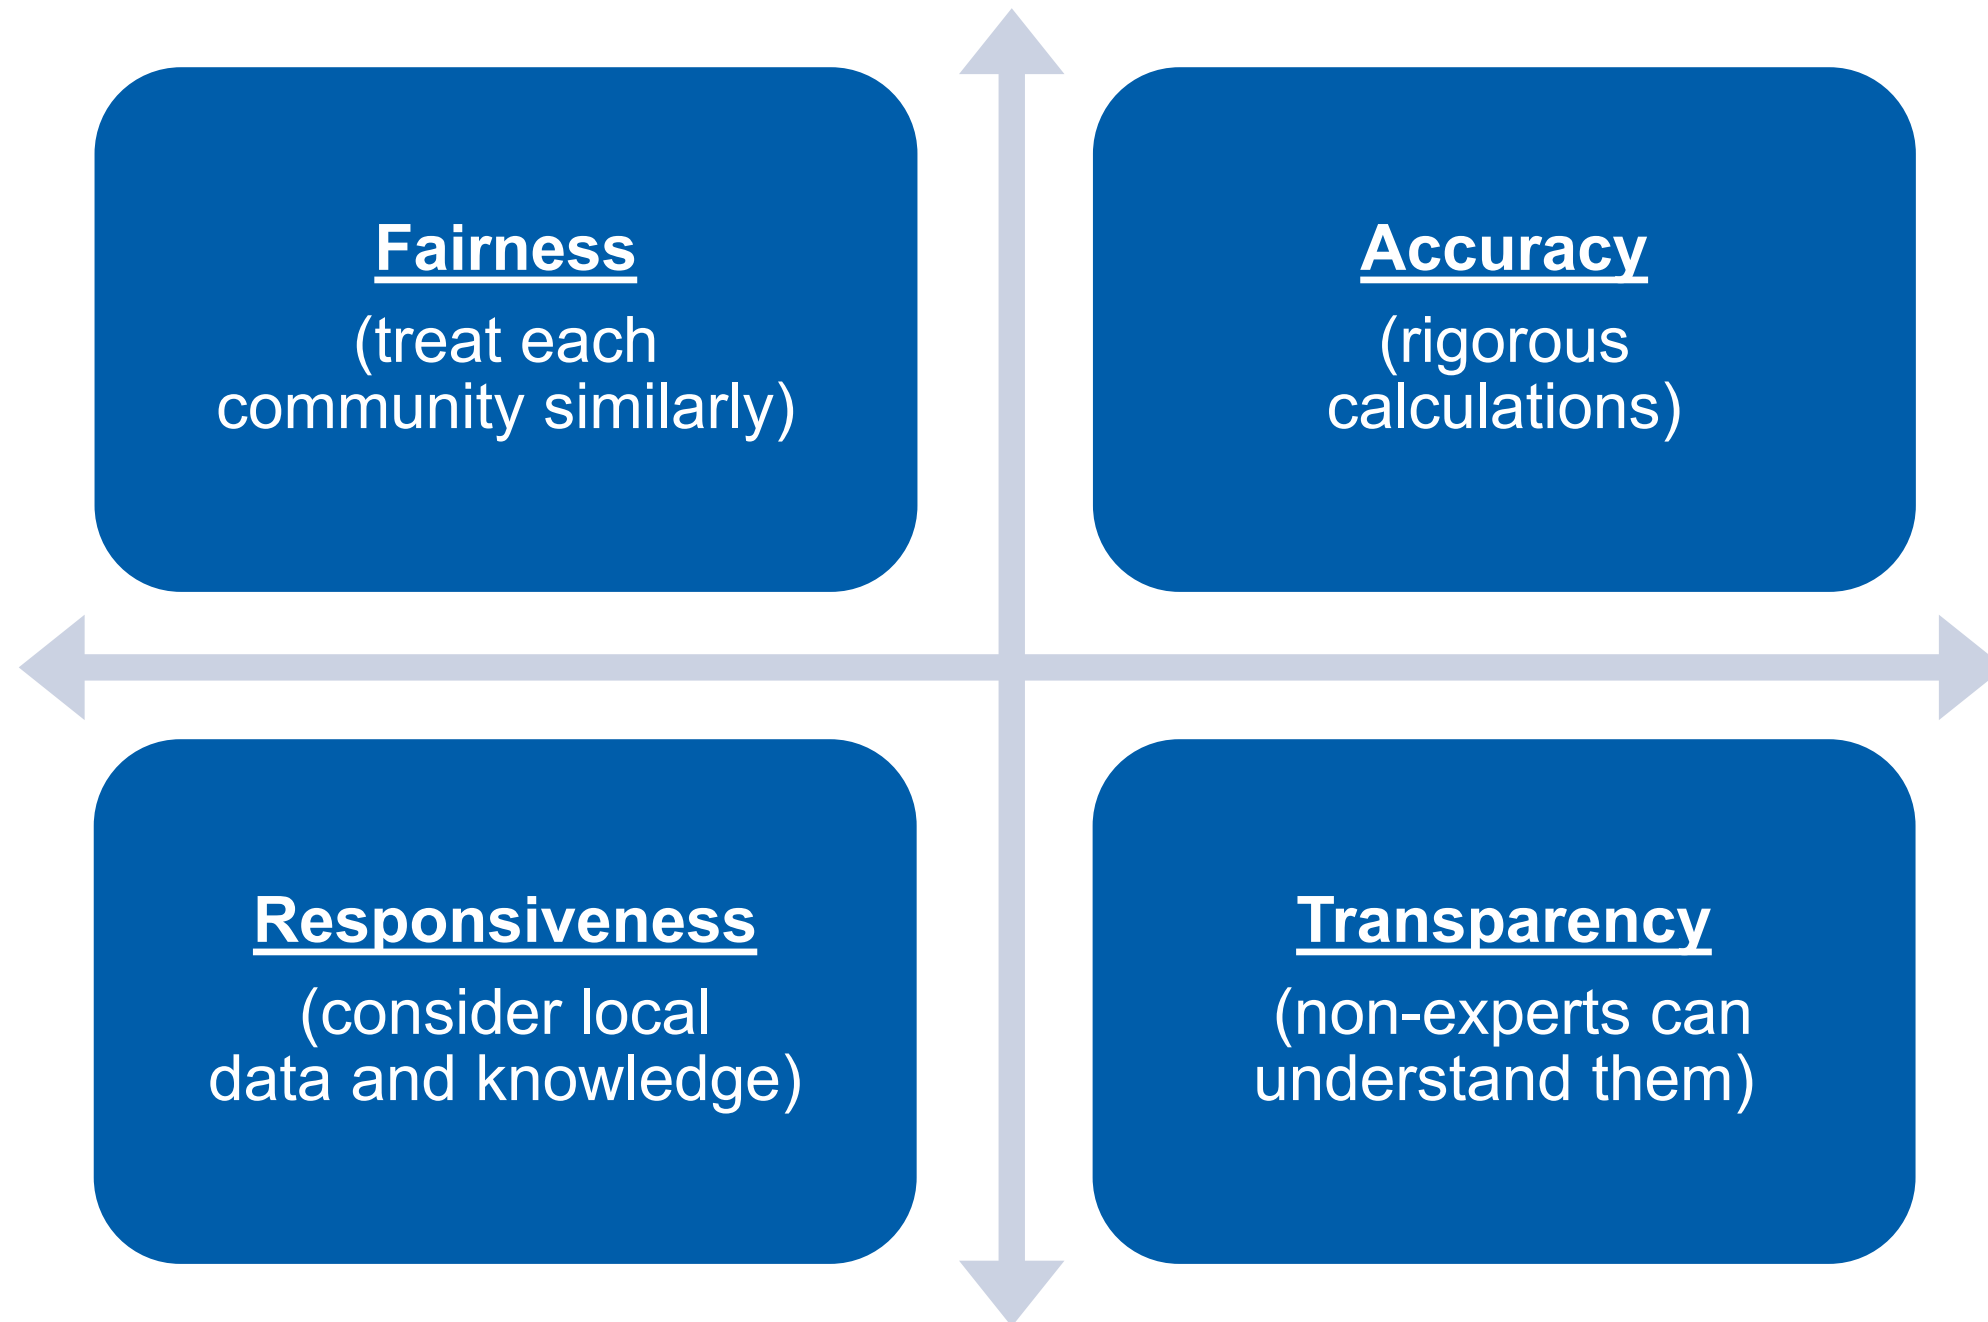 Fairness
(treat each
community similarly)
Accuracy
(rigorous
calculations)
Responsiveness
(consider local
data and knowledge)
Transparency
(non-experts can
understand them)